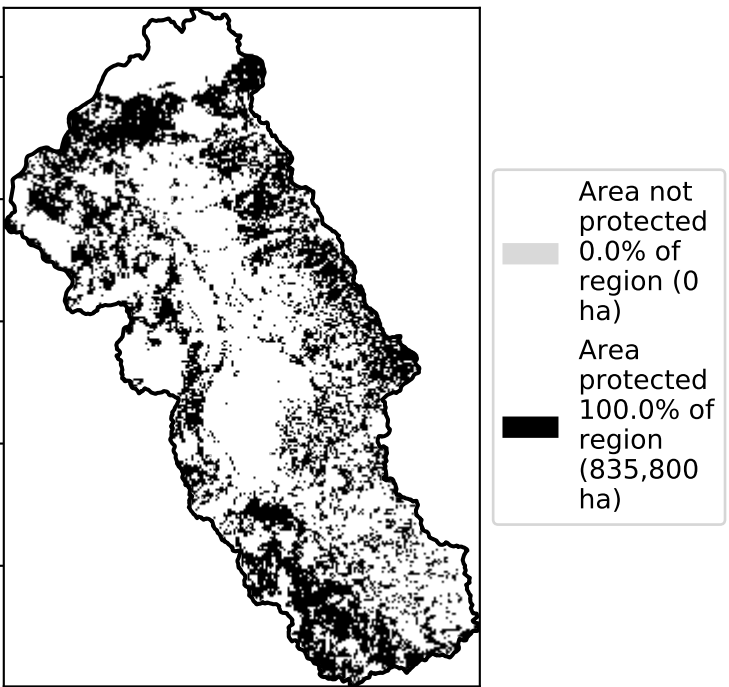 Area not
protected
0.0% of
region (0
ha)
Area
protected
100.0% of
region
(835,800
ha)